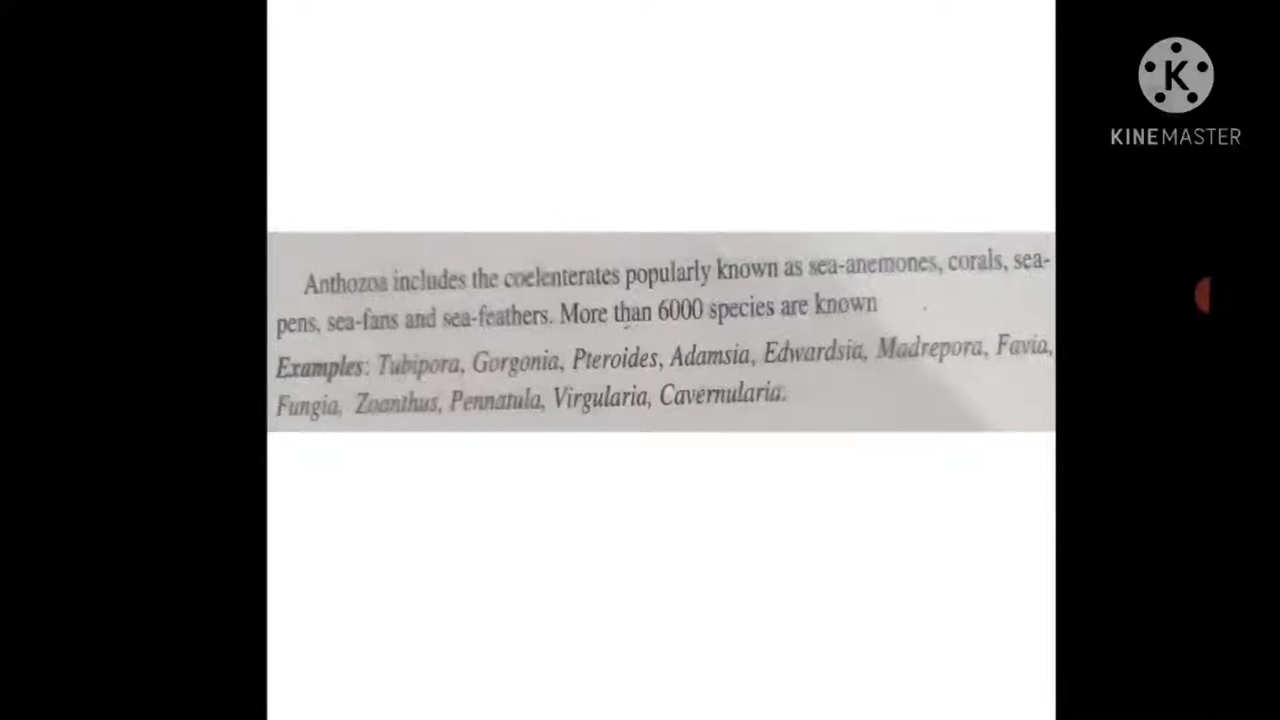 Anthozoa includes the coelenterates popularly known as sea-anemones, corals, sea-
pens, sea-fans and sea-feathers. More than 6000 species are known
Examples: Tubipora, Gorgonia, Pteroides, Adamsia, Edwardsia, Madrepora, Favia,
Fungia, Zoanthus, Pennatula, Virgularia, Cavernularia.
K
KINEMASTER